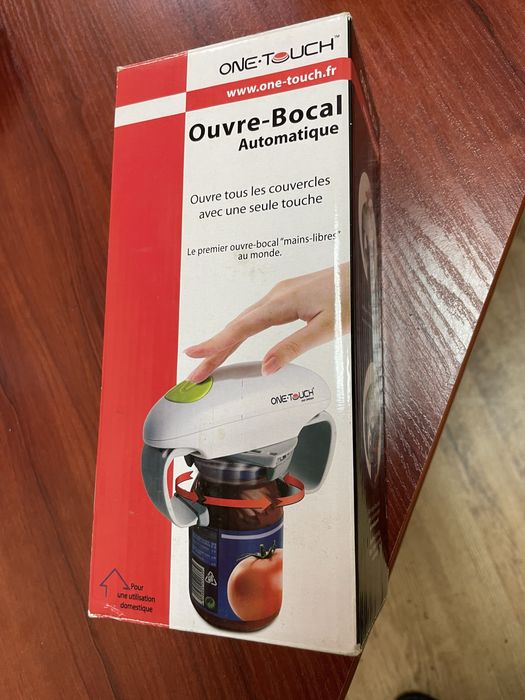 ONE·TOUCH™
www.one-touch.fr
Ouvre-Bocal
Automatique
Ouvre tous les couvercles
avec une seule touche
Le premier ouvre-bocal "mains-libres"
au monde.
ONE·TOUCH
Pour
une utilisation
domestique